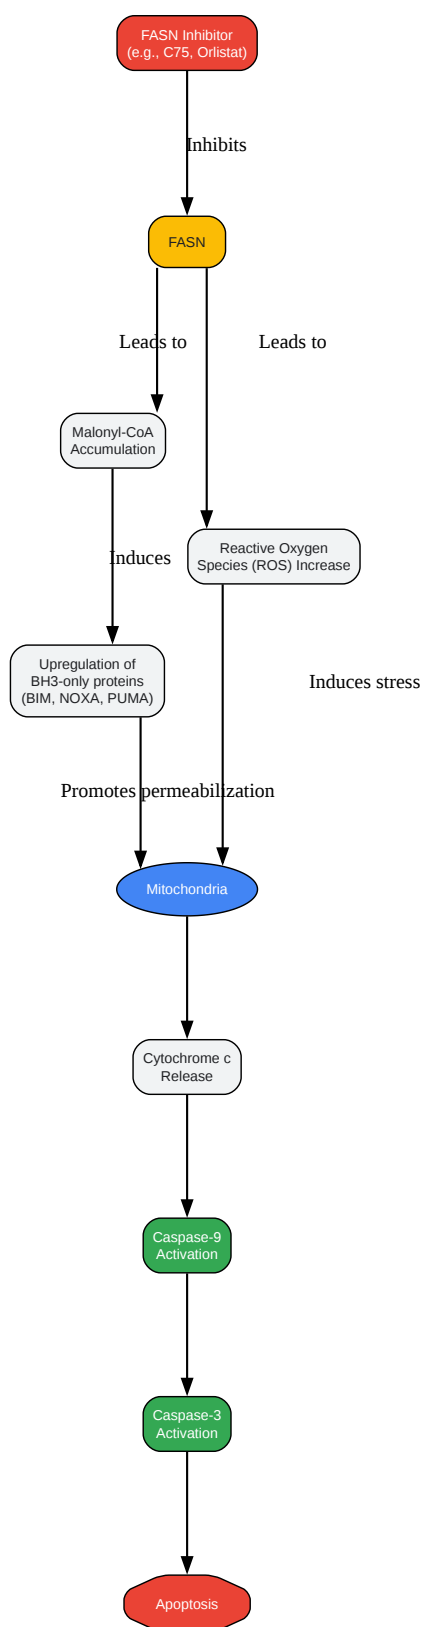 FASN Inhibitor
(e.g., C75, Orlistat)
Inhibits
FASN
Leads to
Leads to
Malonyl-CoA
Accumulation
Reactive Oxygen
Species (ROS) Increase
Induces
Upregulation of
BH3-only proteins
(BIM, NOXA, PUMA)
Induces stress
Promotes permeabilization
Mitochondria
Cytochrome c
Release
Caspase-9
Activation
Caspase-3
Activation
Apoptosis